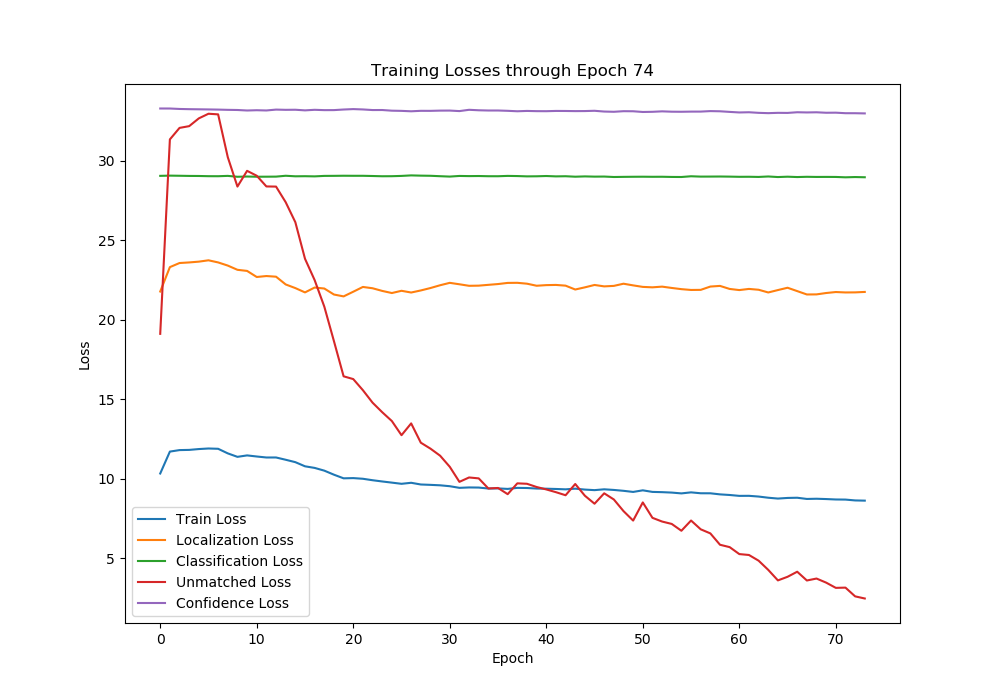 Training Losses through Epoch 74
Loss
30
25
20
15
10
5
Train Loss
Localization Loss
Classification Loss
Unmatched Loss
Confidence Loss
0 10 20 30 40 50 60 70
Epoch